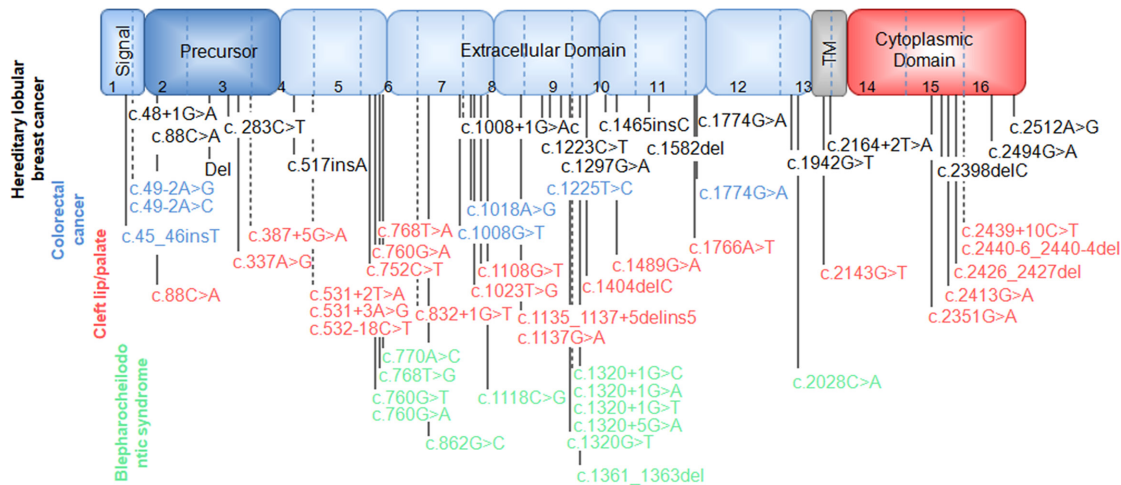 Signal
Precursor
Extracellular Domain
TM
Cytoplasmic
Domain
1 2 3 4 5 6 7 8 9 10 11 12 13 14 15 16
Hereditary lobular
breast cancer
c.48+1G>A
c.88C>A
Del
c. 283C>T
c.517insA
c.1008+1G>Ac
c.1223C>T
c.1297G>A
c.1465insC
c.1582del
c.1774G>A
c.1942G>T
c.2164+2T>A
c.2398delC
c.2494G>A
c.2512A>G
Colorectal
cancer
c.49-2A>G
c.49-2A>C
c.45_46insT
c.1018A>G
c.1008G>T
c.1225T>C
c.1774G>A
Cleft lip/palate
c.88C>A
c.387+5G>A
c.337A>G
c.531+2T>A
c.531+3A>G
c.532-18C>T
c.768T>A
c.760G>A
c.752C>T
c.832+1G>T
c.1108G>T
c.1023T>G
c.1135_1137+5delins5
c.1137G>A
c.1404delC
c.1489G>A
c.1766A>T
c.2143G>T
c.2439+10C>T
c.2440-6_2440-4del
c.2426_2427del
c.2413G>A
c.2351G>A
Blepharocheilodo
ntic syndrome
c.770A>C
c.768T>G
c.760G>T
c.760G>A
c.862G>C
c.1118C>G
c.1320+1G>C
c.1320+1G>A
c.1320+1G>T
c.1320+5G>A
c.1320G>T
c.1361_1363del
c.2028C>A